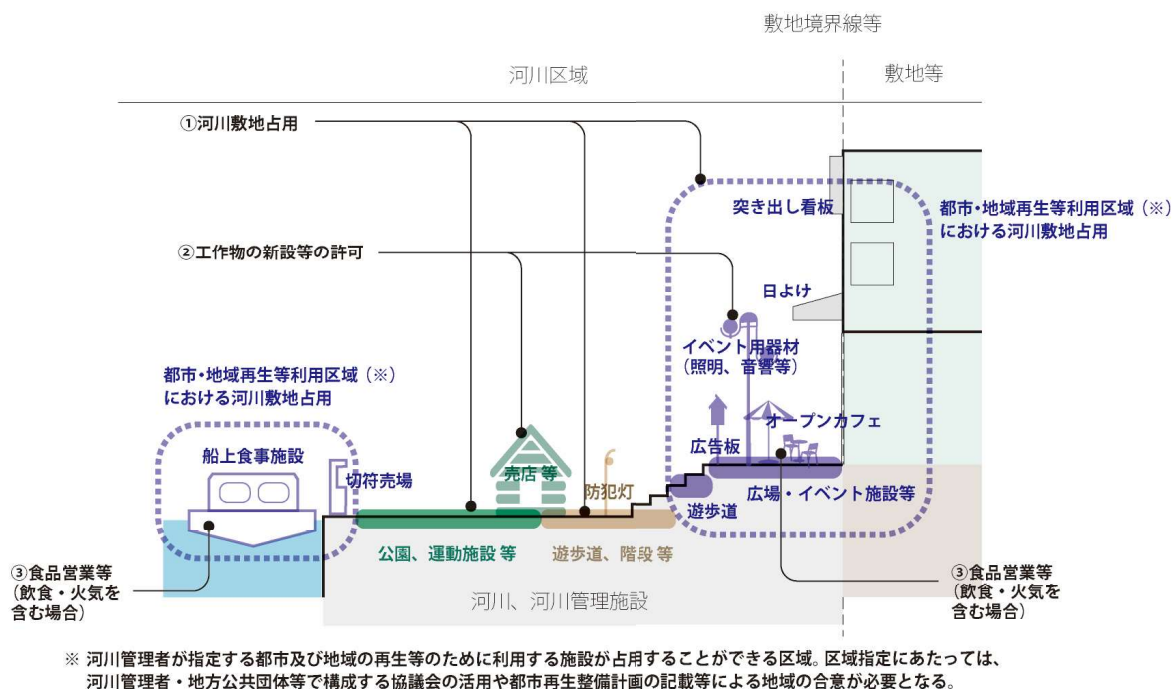 敷地境界線等
河川区域
敷地等
①河川敷地占用
突き出し看板
都市・地域再生等利用区域（※）
における河川敷地占用
②工作物の新設等の許可
日よけ
イベント用器材
（照明、音響等）
都市・地域再生等利用区域（※）
における河川敷地占用
オープンカフェ
広告板
船上食事施設
切符売場
売店 等
防犯灯
広場・イベント施設等
遊歩道
公園、運動施設 等
遊歩道、階段 等
③食品営業等
（飲食・火気を
含む場合）
③食品営業等
（飲食・火気を
含む場合）
河川、河川管理施設
※ 河川管理者が指定する都市及び地域の再生等のために利用する施設が占用することができる区域。区域指定にあたっては、
河川管理者・地方公共団体等で構成する協議会の活用や都市再生整備計画の記載等による地域の合意が必要となる。